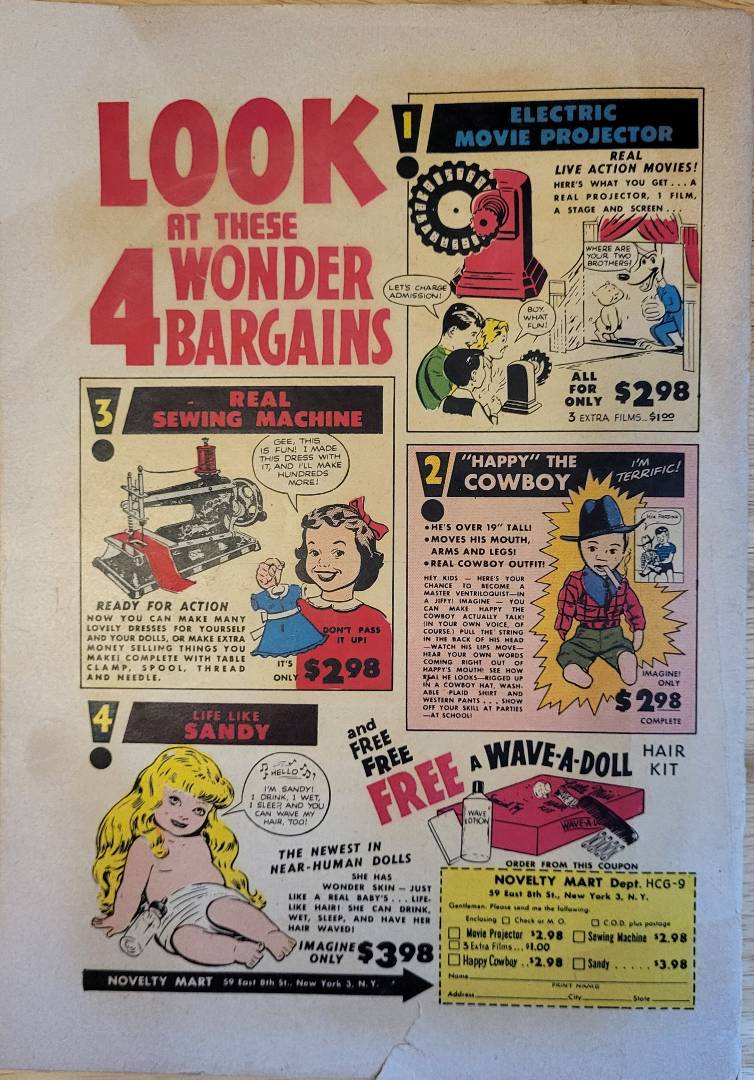 LOOK
AT THESE
4 WONDER
BARGAINS
1
ELECTRIC
MOVIE PROJECTOR
REAL
LIVE ACTION MOVIES!
HERE'S WHAT YOU GET...A
REAL PROJECTOR, 1 FILM,
A STAGE AND SCREEN...
WHERE ARE
YOUR TWO
BROTHERS?
LET'S CHARGE
ADMISSION!
BOY,
WHAT
FUN!
ALL
FOR
ONLY $2.98
3 EXTRA FILMS..$1.00
2
"HAPPY" THE
COWBOY
I'M
TERRIFIC!
• HE'S OVER 19" TALL!
• MOVES HIS MOUTH,
ARMS AND LEGS!
• REAL COWBOY OUTFIT!
HEY KIDS — HERE'S YOUR
CHANCE TO BECOME A
MASTER VENTRILOQUIST—IN
A JIFFY! IMAGINE — YOU
CAN MAKE HAPPY THE
COWBOY ACTUALLY TALK!
(IN YOUR OWN VOICE, OF
COURSE.) PULL THE STRING
IN THE BACK OF HIS HEAD
—WATCH HIS LIPS MOVE—
HEAR YOUR OWN WORDS
COMING RIGHT OUT OF
HAPPY'S MOUTH! SEE HOW
REAL HE LOOKS—RIGGED UP
IN A COWBOY HAT, WASH-
ABLE PLAID SHIRT AND
WESTERN PANTS... SHOW
OFF YOUR SKILL AT PARTIES
—AT SCHOOL!
IMAGINE!
ONLY
$2.98
COMPLETE
3
REAL
SEWING MACHINE
GEE, THIS
IS FUN! I MADE
THIS DRESS WITH
IT, AND I'LL MAKE
HUNDREDS
MORE!
READY FOR ACTION
NOW YOU CAN MAKE MANY
LOVELY DRESSES FOR YOURSELF
AND YOUR DOLLS, OR MAKE EXTRA
MONEY SELLING THINGS YOU
MAKE! COMPLETE WITH TABLE
CLAMP, SPOOL, THREAD
AND NEEDLE.
DON'T PASS
IT UP!
IT'S
ONLY $2.98
4
LIFE LIKE
SANDY
HELLO
I'M SANDY!
I DRINK, I WET,
I SLEEP, AND YOU
CAN WAVE MY
HAIR, TOO!
THE NEWEST IN
NEAR-HUMAN DOLLS
SHE HAS
WONDER SKIN — JUST
LIKE A REAL BABY'S...LIFE-
LIKE HAIR! SHE CAN DRINK,
WET, SLEEP, AND HAVE HER
HAIR WAVED!
IMAGINE
ONLY $3.98
and
FREE
FREE
FREE A WAVE-A-DOLL HAIR
KIT
WAVE
LOTION
WAVE-A-DOLL
ORDER FROM THIS COUPON
NOVELTY MART Dept. HCG-9
59 East 8th St., New York 3, N. Y.
Gentlemen: Please send me the following:
Enclosing □ Check or M. O. □ C.O.D. plus postage
□ Movie Projector $2.98 □ Sewing Machine $2.98
□ 3 Extra Films...$1.00
□ Happy Cowboy ..$2.98 □ Sandy ..... $3.98
Name
PRINT NAME
Address City State
NOVELTY MART 59 East 8th St., New York 3, N. Y.